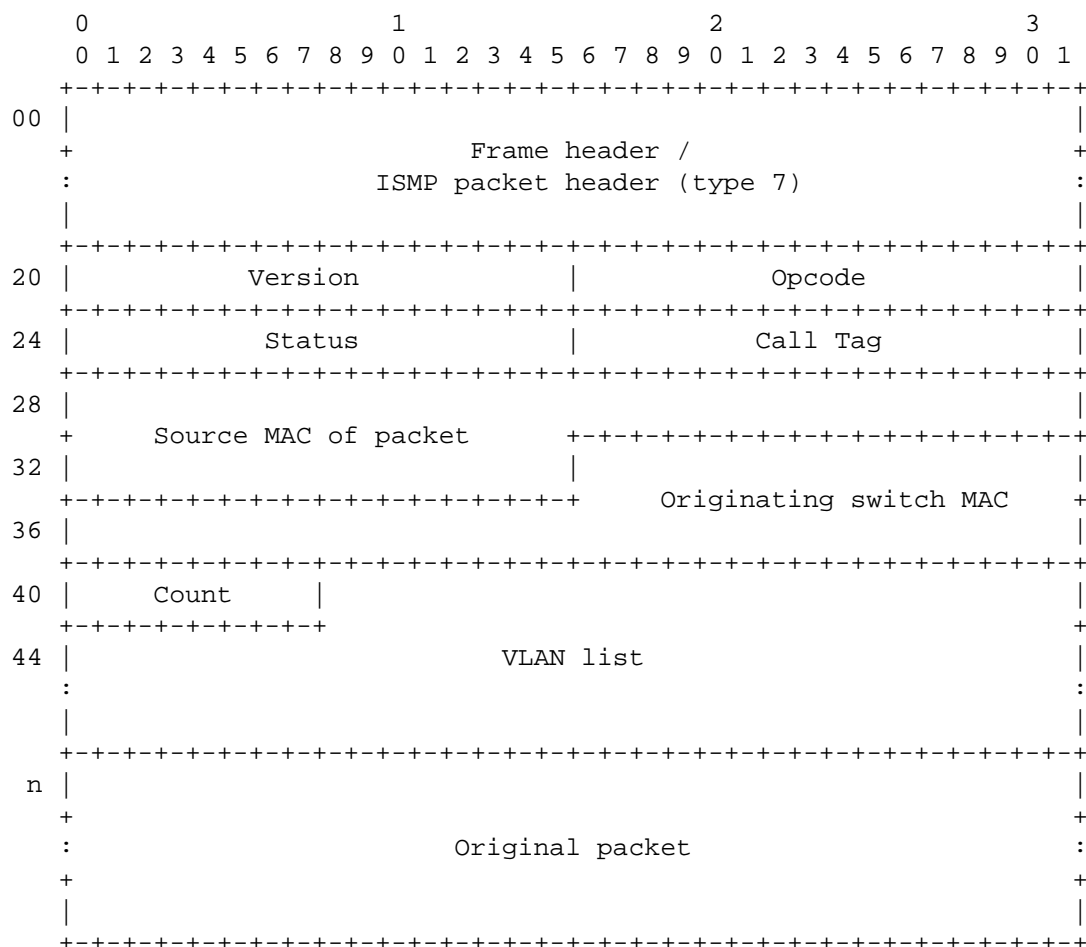 0                   1                   2                   3
 0 1 2 3 4 5 6 7 8 9 0 1 2 3 4 5 6 7 8 9 0 1 2 3 4 5 6 7 8 9 0 1
+-+-+-+-+-+-+-+-+-+-+-+-+-+-+-+-+-+-+-+-+-+-+-+-+-+-+-+-+-+-+-+-+
00 |                                                               |
+                         Frame header /                        +
:                   ISMP packet header (type 7)                 :
|                                                               |
+-+-+-+-+-+-+-+-+-+-+-+-+-+-+-+-+-+-+-+-+-+-+-+-+-+-+-+-+-+-+-+-+
20 |           Version             |            Opcode             |
+-+-+-+-+-+-+-+-+-+-+-+-+-+-+-+-+-+-+-+-+-+-+-+-+-+-+-+-+-+-+-+-+
24 |            Status             |           Call Tag            |
+-+-+-+-+-+-+-+-+-+-+-+-+-+-+-+-+-+-+-+-+-+-+-+-+-+-+-+-+-+-+-+-+
28 |                                                               |
+     Source MAC of packet      +-+-+-+-+-+-+-+-+-+-+-+-+-+-+-+-+
32 |                               |                               |
+-+-+-+-+-+-+-+-+-+-+-+-+-+-+-+-+     Originating switch MAC    +
36 |                                                               |
+-+-+-+-+-+-+-+-+-+-+-+-+-+-+-+-+-+-+-+-+-+-+-+-+-+-+-+-+-+-+-+-+
40 |     Count     |                                               |
+-+-+-+-+-+-+-+-+                                               +
44 |                           VLAN list                           |
:                                                               :
|                                                               |
+-+-+-+-+-+-+-+-+-+-+-+-+-+-+-+-+-+-+-+-+-+-+-+-+-+-+-+-+-+-+-+-+
n |                                                               |
+                                                               +
:                        Original packet                        :
+                                                               +
|                                                               |
+-+-+-+-+-+-+-+-+-+-+-+-+-+-+-+-+-+-+-+-+-+-+-+-+-+-+-+-+-+-+-+-+